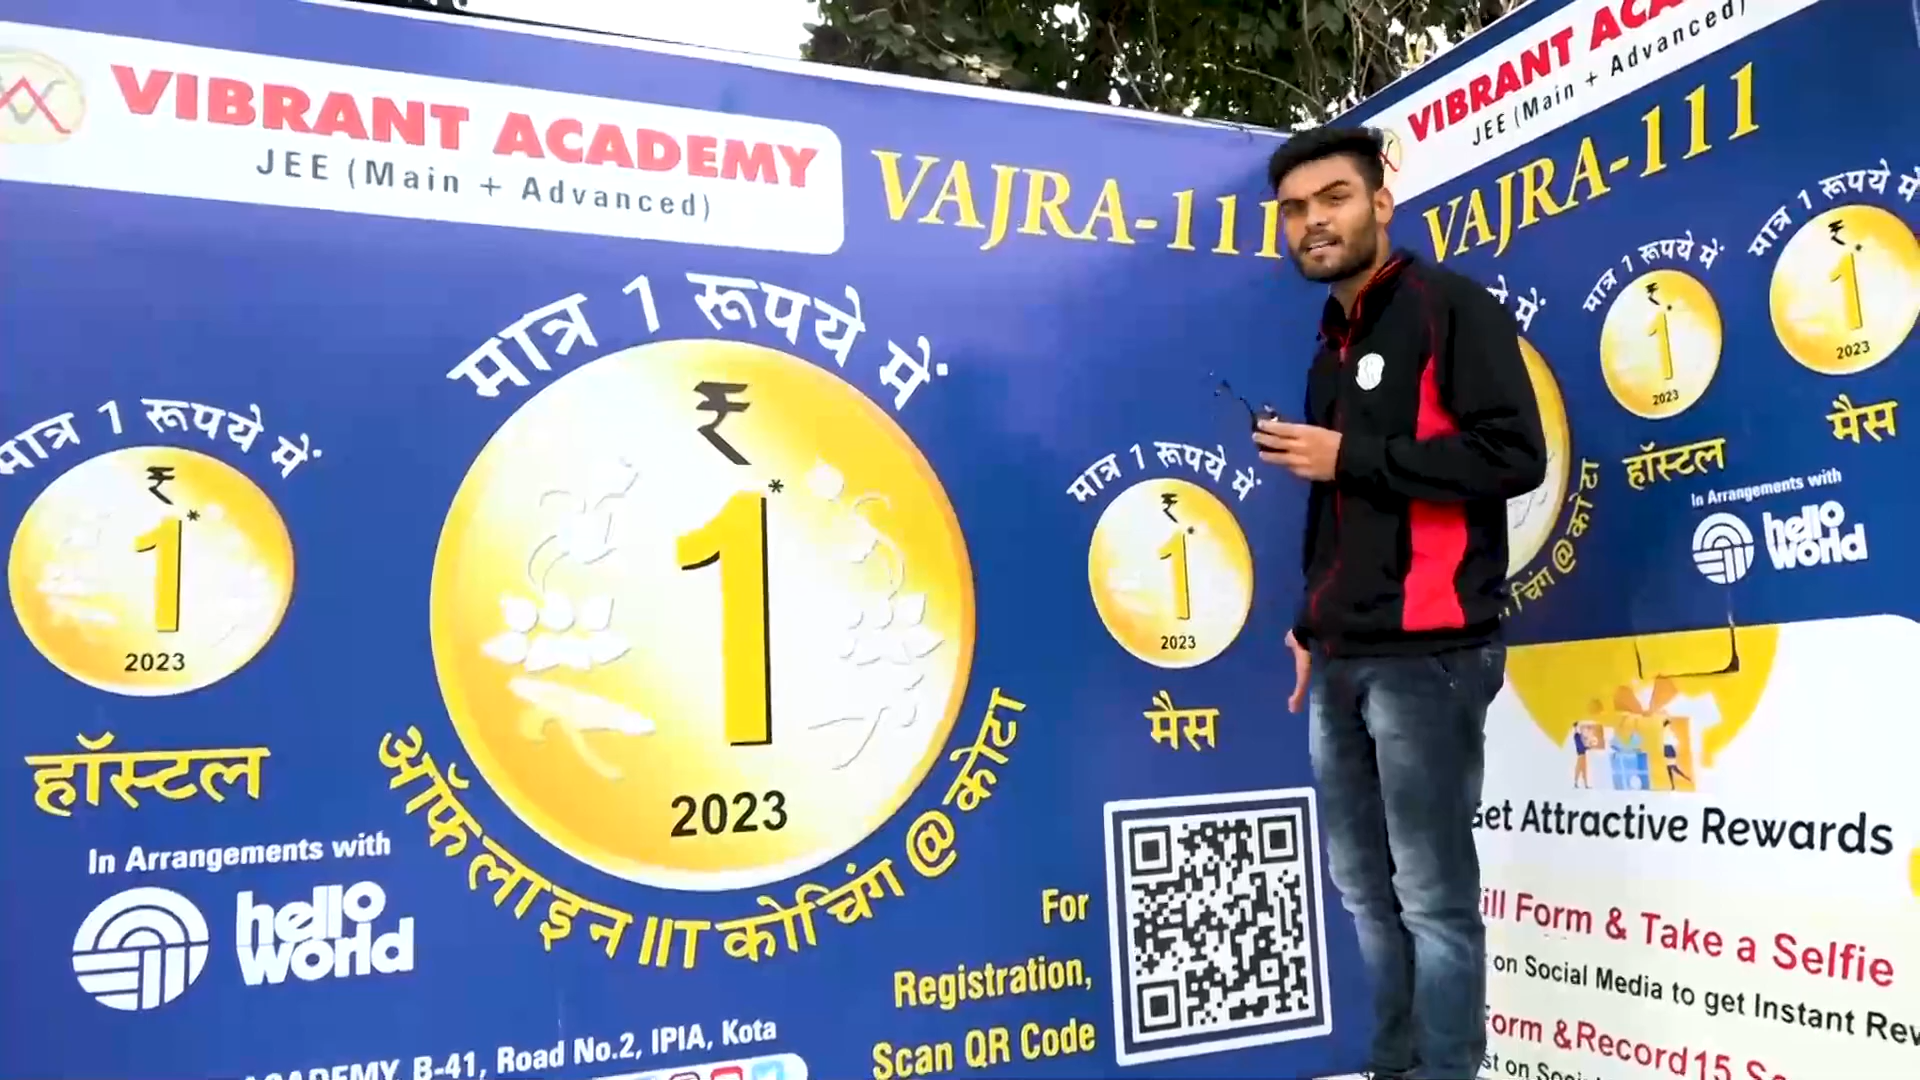 VIBRANT ACADEMY
JEE (Main + Advanced)
VAJRA-111
मात्र 1 रूपये में
₹
1*
2023
हॉस्टल
In Arrangements with
hello world
मात्र 1 रूपये में
₹
1*
2023
ऑफलाइन IIT कोचिंग @ कोटा
मात्र 1 रूपये में
₹
1*
2023
मैस
For
Registration,
Scan QR Code
ACADEMY, B-41, Road No.2, IPIA, Kota
VIBRANT
JEE (Main + Advanced)
VAJRA-111
में
चिंग @ कोटा
मात्र 1 रूपये में
₹
1*
2023
हॉस्टल
मात्र 1 रूपये में
₹
1*
2023
मैस
In Arrangements with
hello world
Get Attractive Rewards
Form & Take a Selfie
on Social Media to get Instant
Form & Record 15
on